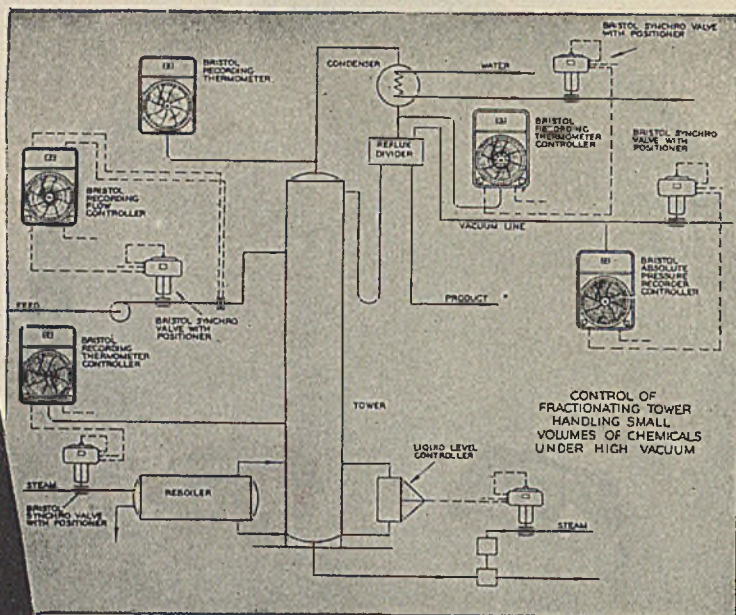 BRISTOL
RECORDING
THERMOMETER
CONDENSER
WATER
BRISTOL SYNCHRO VALVE
WITH POSITIONER
BRISTOL
RECORDING
THERMOMETER
CONTROLLER
BRISTOL SYNCHRO
VALVE WITH
POSITIONER
REFLUX
DIVIDER
BRISTOL
RECORDING
FLOW
CONTROLLER
VACUUM LINE
BRISTOL
ABSOLUTE
PRESSURE
RECORDER
CONTROLLER
FEED
BRISTOL SYNCHRO
VALVE WITH
POSITIONER
PRODUCT
BRISTOL
RECORDING
THERMOMETER
CONTROLLER
TOWER
CONTROL OF
FRACTIONATING TOWER
HANDLING SMALL
VOLUMES OF CHEMICALS
UNDER HIGH VACUUM
LIQUID LEVEL
CONTROLLER
STEAM
REBOILER
BRISTOL
SYNCHRO VALVE
WITH POSITIONER
STEAM